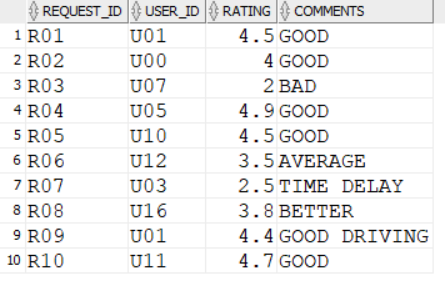 REQUEST_ID USER_ID RATING COMMENTS
1 R01 U01 4.5 GOOD
2 R02 U00 4 GOOD
3 R03 U07 2 BAD
4 R04 U05 4.9 GOOD
5 R05 U10 4.5 GOOD
6 R06 U12 3.5 AVERAGE
7 R07 U03 2.5 TIME DELAY
8 R08 U16 3.8 BETTER
9 R09 U01 4.4 GOOD DRIVING
10 R10 U11 4.7 GOOD